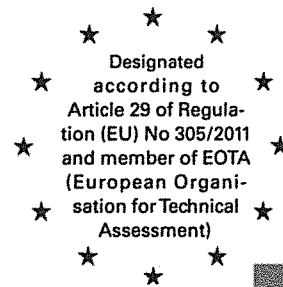 Designated
according to
Article 29 of Regula-
tion (EU) No 305/2011
and member of EOTA
(European Organi-
sation for Technical
Assessment)